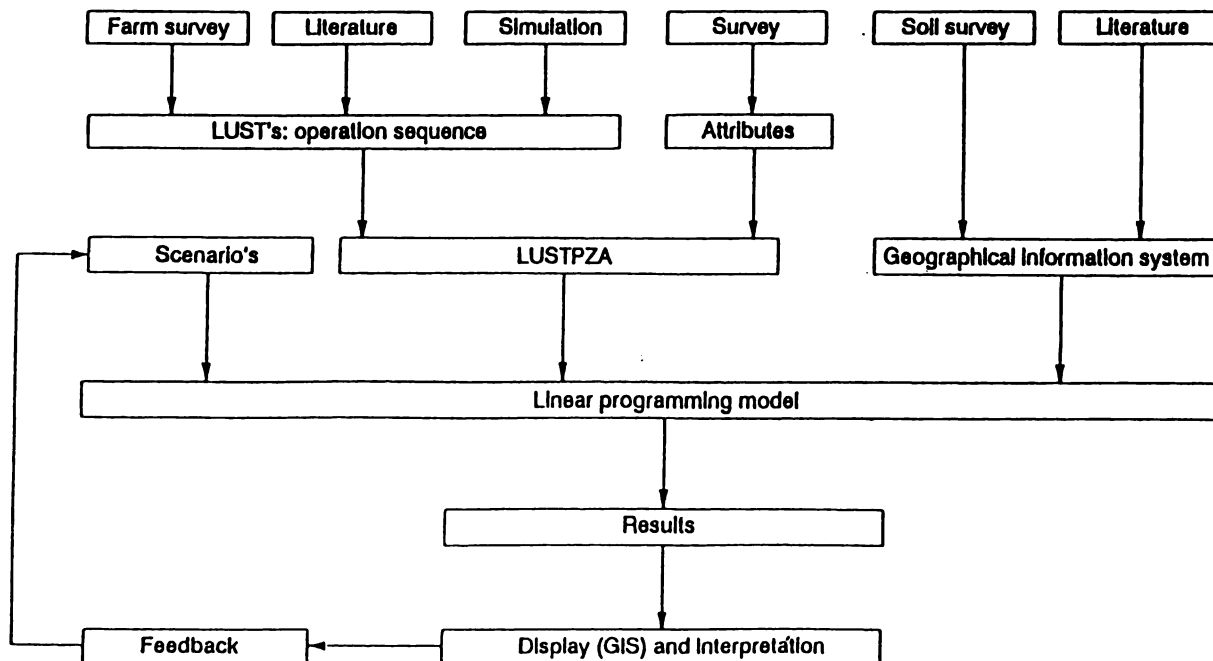 Farm survey
Literature
Simulation
Survey
Soil survey
Literature
LUST's: operation sequence
Attributes
Scenario's
LUSTPZA
Geographical information system
Linear programming model
Results
Feedback
Display (GIS) and interpretation